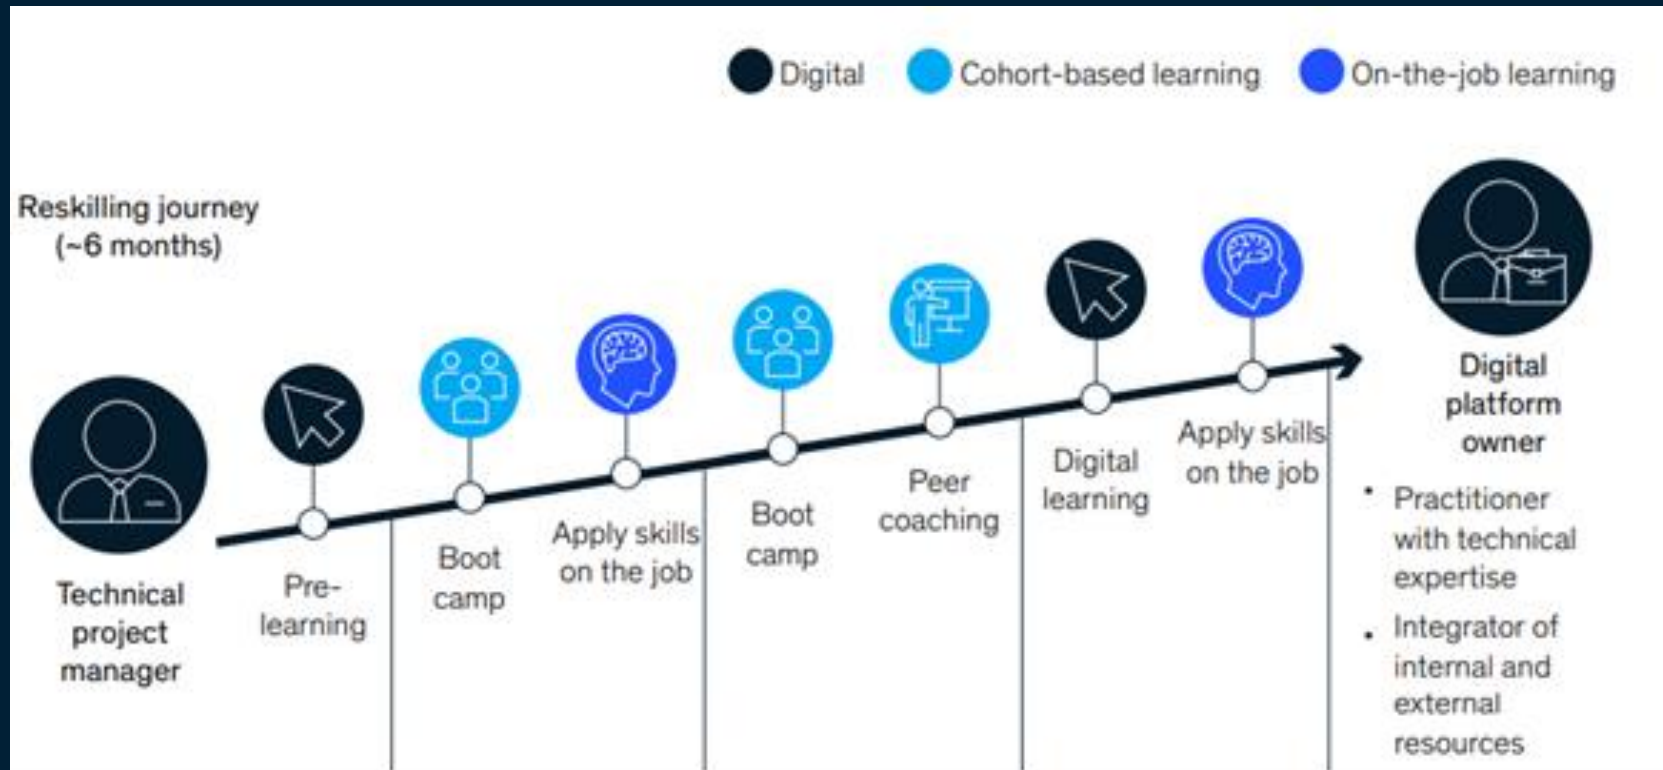 Digital
Cohort-based learning
On-the-job learning
Reskilling journey
(~6 months)
Technical
project
manager
Pre-
learning
Boot
camp
Apply skills
on the job
Boot
camp
Peer
coaching
Digital
learning
Apply skills
on the job
Digital
platform
owner
• Practitioner
with technical
expertise
• Integrator of
internal and
external
resources